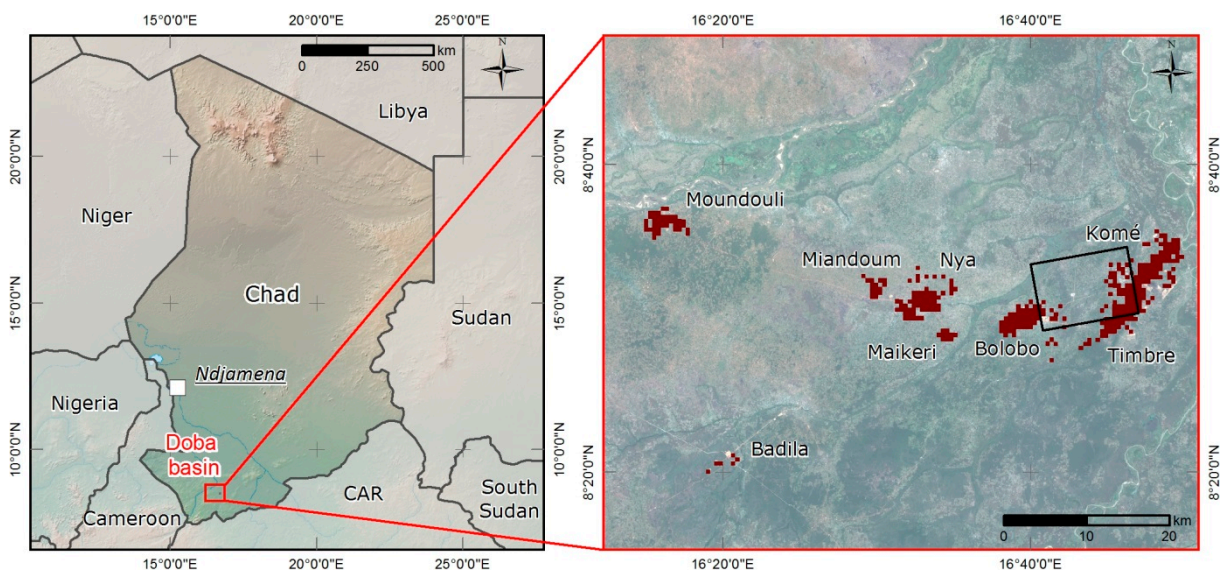 15°0'0"E
20°0'0"E
25°0'0"E
km
0
250
500
N
Libya
Niger
Chad
Sudan
Ndjamena
Nigeria
Doba
basin
CAR
South
Sudan
Cameroon
20°0'0"N
15°0'0"N
10°0'0"N
20°0'0"N
15°0'0"N
10°0'0"N
15°0'0"E
20°0'0"E
25°0'0"E
16°20'0"E
16°40'0"E
N
Moundouli
Komé
Miandoum
Nya
Maikeri
Bolobo
Timbre
Badila
km
0
10
20
8°40'0"N
8°20'0"N
8°40'0"N
8°20'0"N
16°20'0"E
16°40'0"E